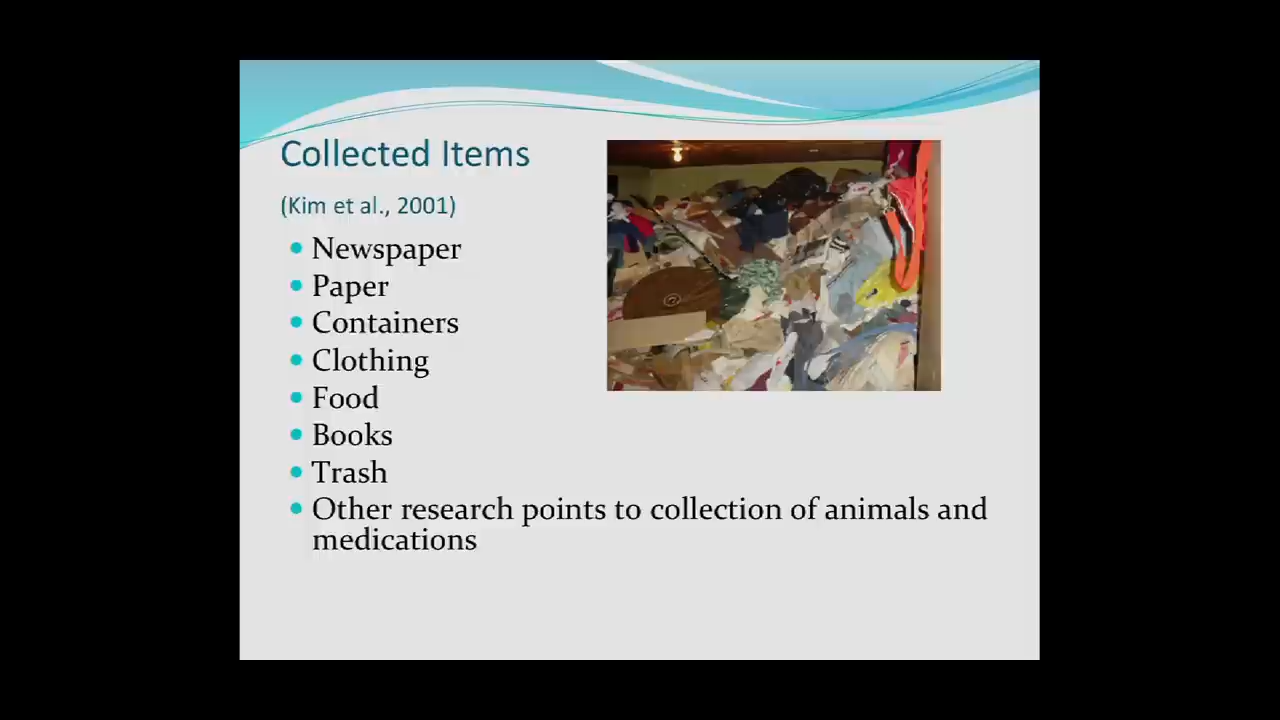 Collected Items
(Kim et al., 2001)
Newspaper
Paper
Containers
Clothing
Food
Books
Trash
Other research points to collection of animals and
medications